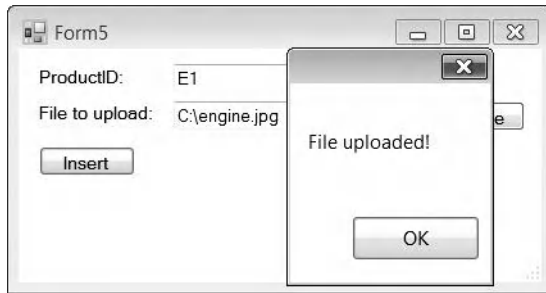 Form5
ProductID: E1
File to upload: C:\engine.jpg
Insert
File uploaded!
OK